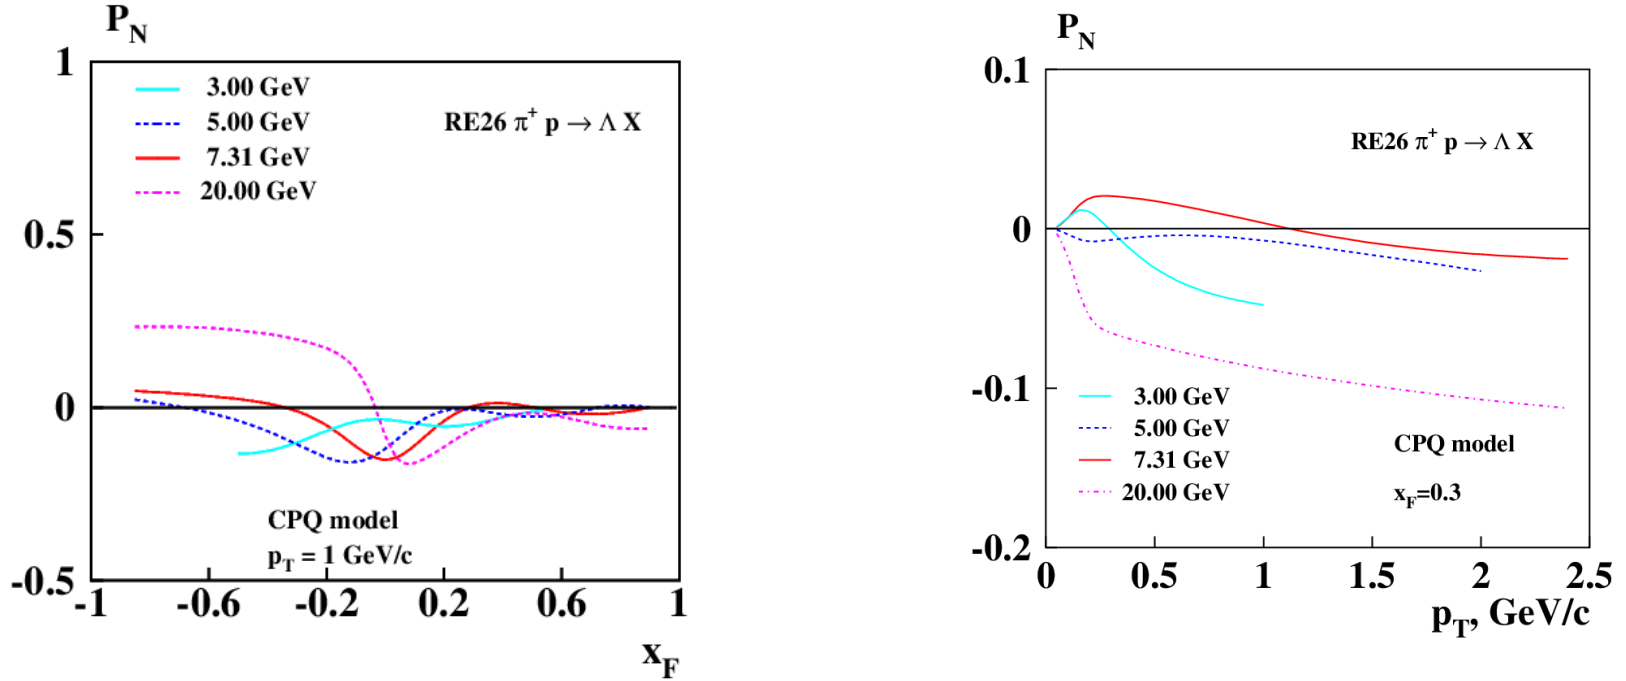 P_N
1
3.00 GeV
5.00 GeV
RE26 π⁺ p → Λ X
7.31 GeV
20.00 GeV
0.5
0
CPQ model
p_T = 1 GeV/c
-0.5
-1 -0.6 -0.2 0.2 0.6 1
x_F
P_N
0.1
RE26 π⁺ p → Λ X
0
-0.1
3.00 GeV
5.00 GeV
CPQ model
7.31 GeV
20.00 GeV
x_F=0.3
-0.2
0 0.5 1 1.5 2 2.5
p_T, GeV/c